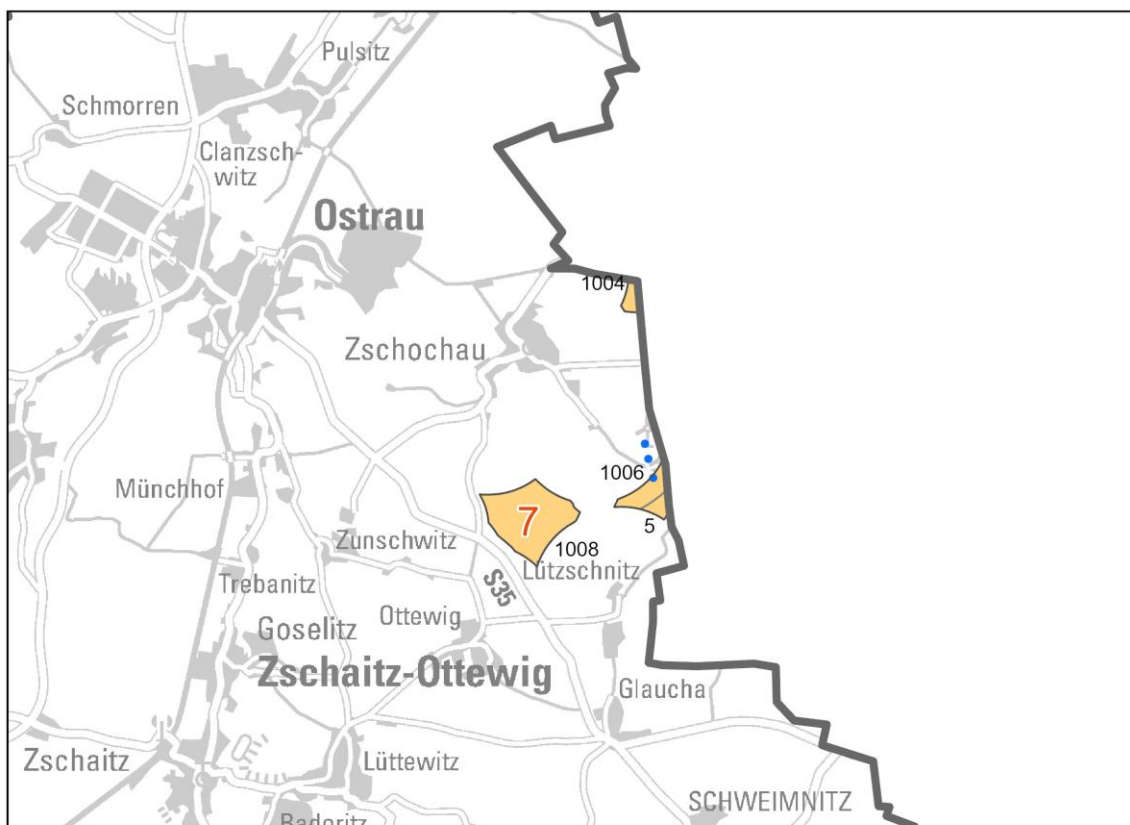 Pulsitz
Schmorren
Clanzsch-
witz
Ostrau
1004
Zschochau
1006
Münchhof
7
5
Zunschwitz
1008
Lützschnitz
Trebanitz
S35
Ottewig
Goselitz
Zschaitz-Ottewig
Glaucha
Zschaitz
Lüttewitz
SCHWEIMNITZ
Baderitz